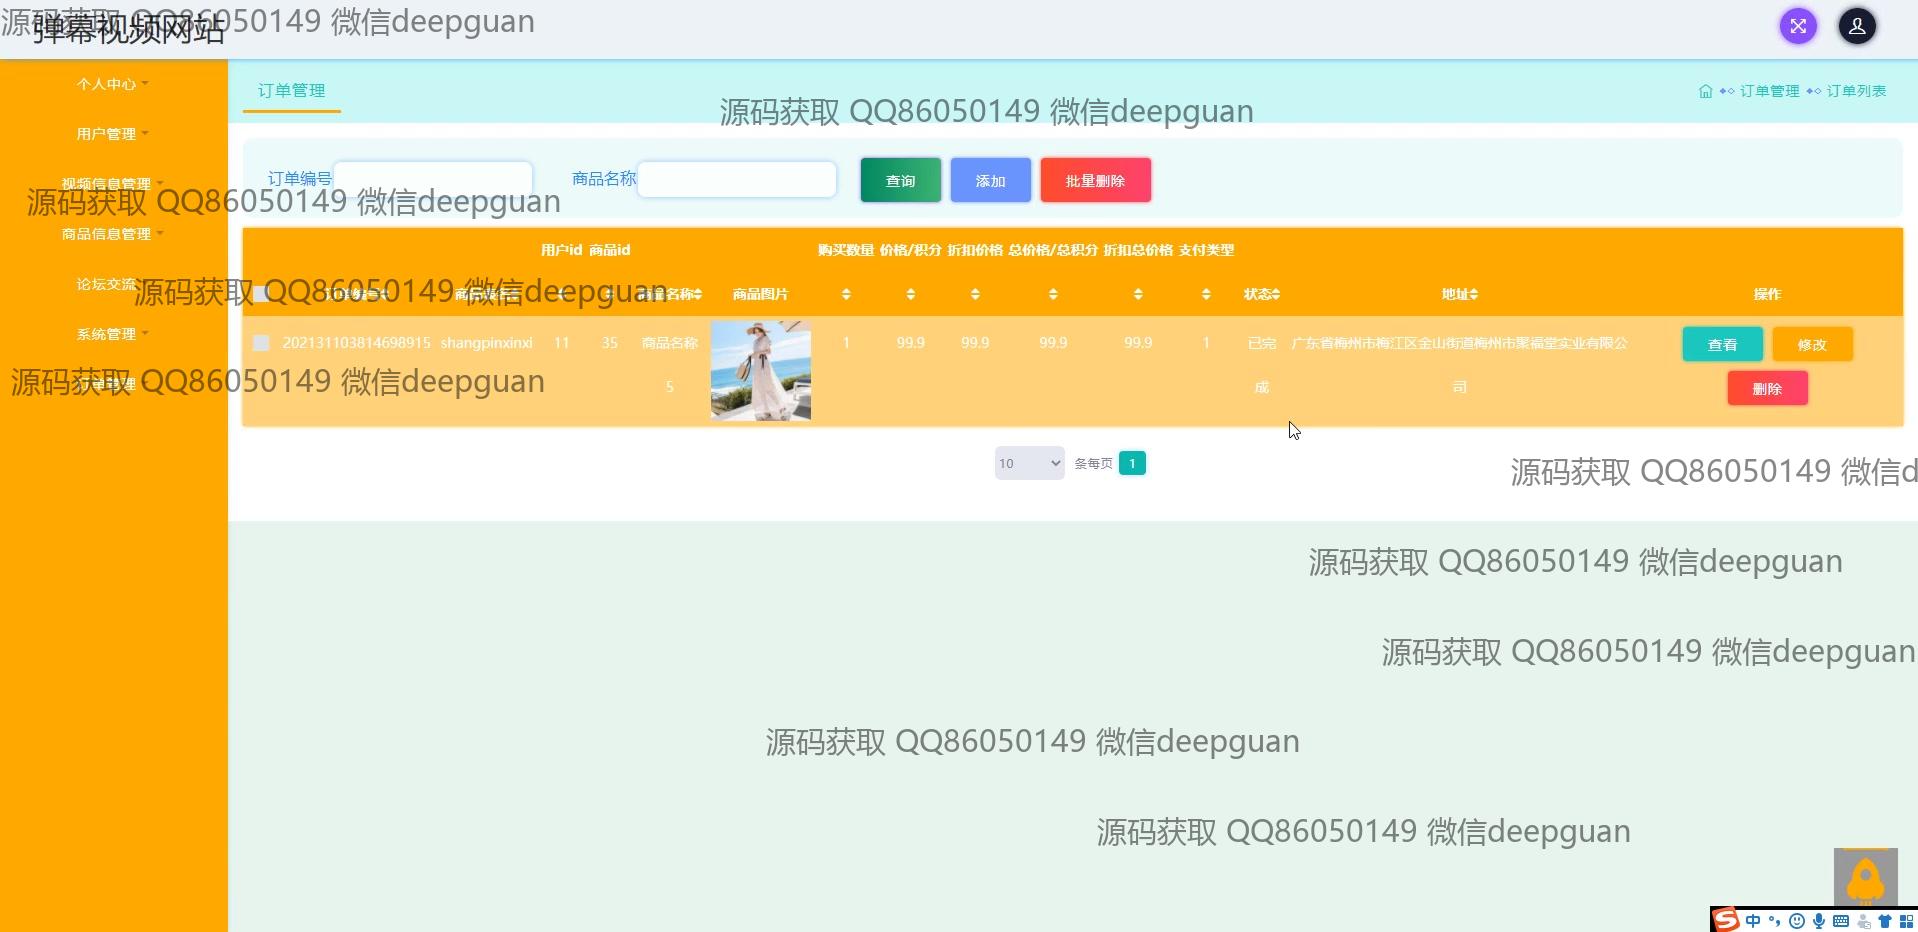 源码获取 QQ86050149 微信deepguan
弹幕视频网站
个人中心
用户管理
视频信息管理
商品信息管理
论坛交流
系统管理
订单管理
订单管理
订单管理 订单列表
源码获取 QQ86050149 微信deepguan
订单编号 商品名称 查询 添加 批量删除
源码获取 QQ86050149 微信deepguan
用户id 商品id 购买数量 价格/积分 折扣价格 总价格/总积分 折扣总价格 支付类型
源码获取 QQ86050149 微信deepguan
订单编号 商品名称 商品图片 状态 地址 操作
202131103814698915 shangpinxinxi 11 35 商品名称 1 99.9 99.9 99.9 99.9 1 已完 广东省梅州市梅江区金山街道梅州市聚福堂实业有限公 查看 修改
5 成 司 删除
源码获取 QQ86050149 微信deepguan
10 条每页 1
源码获取 QQ86050149 微信d
源码获取 QQ86050149 微信deepguan
源码获取 QQ86050149 微信deepguan
源码获取 QQ86050149 微信deepguan
源码获取 QQ86050149 微信deepguan
中